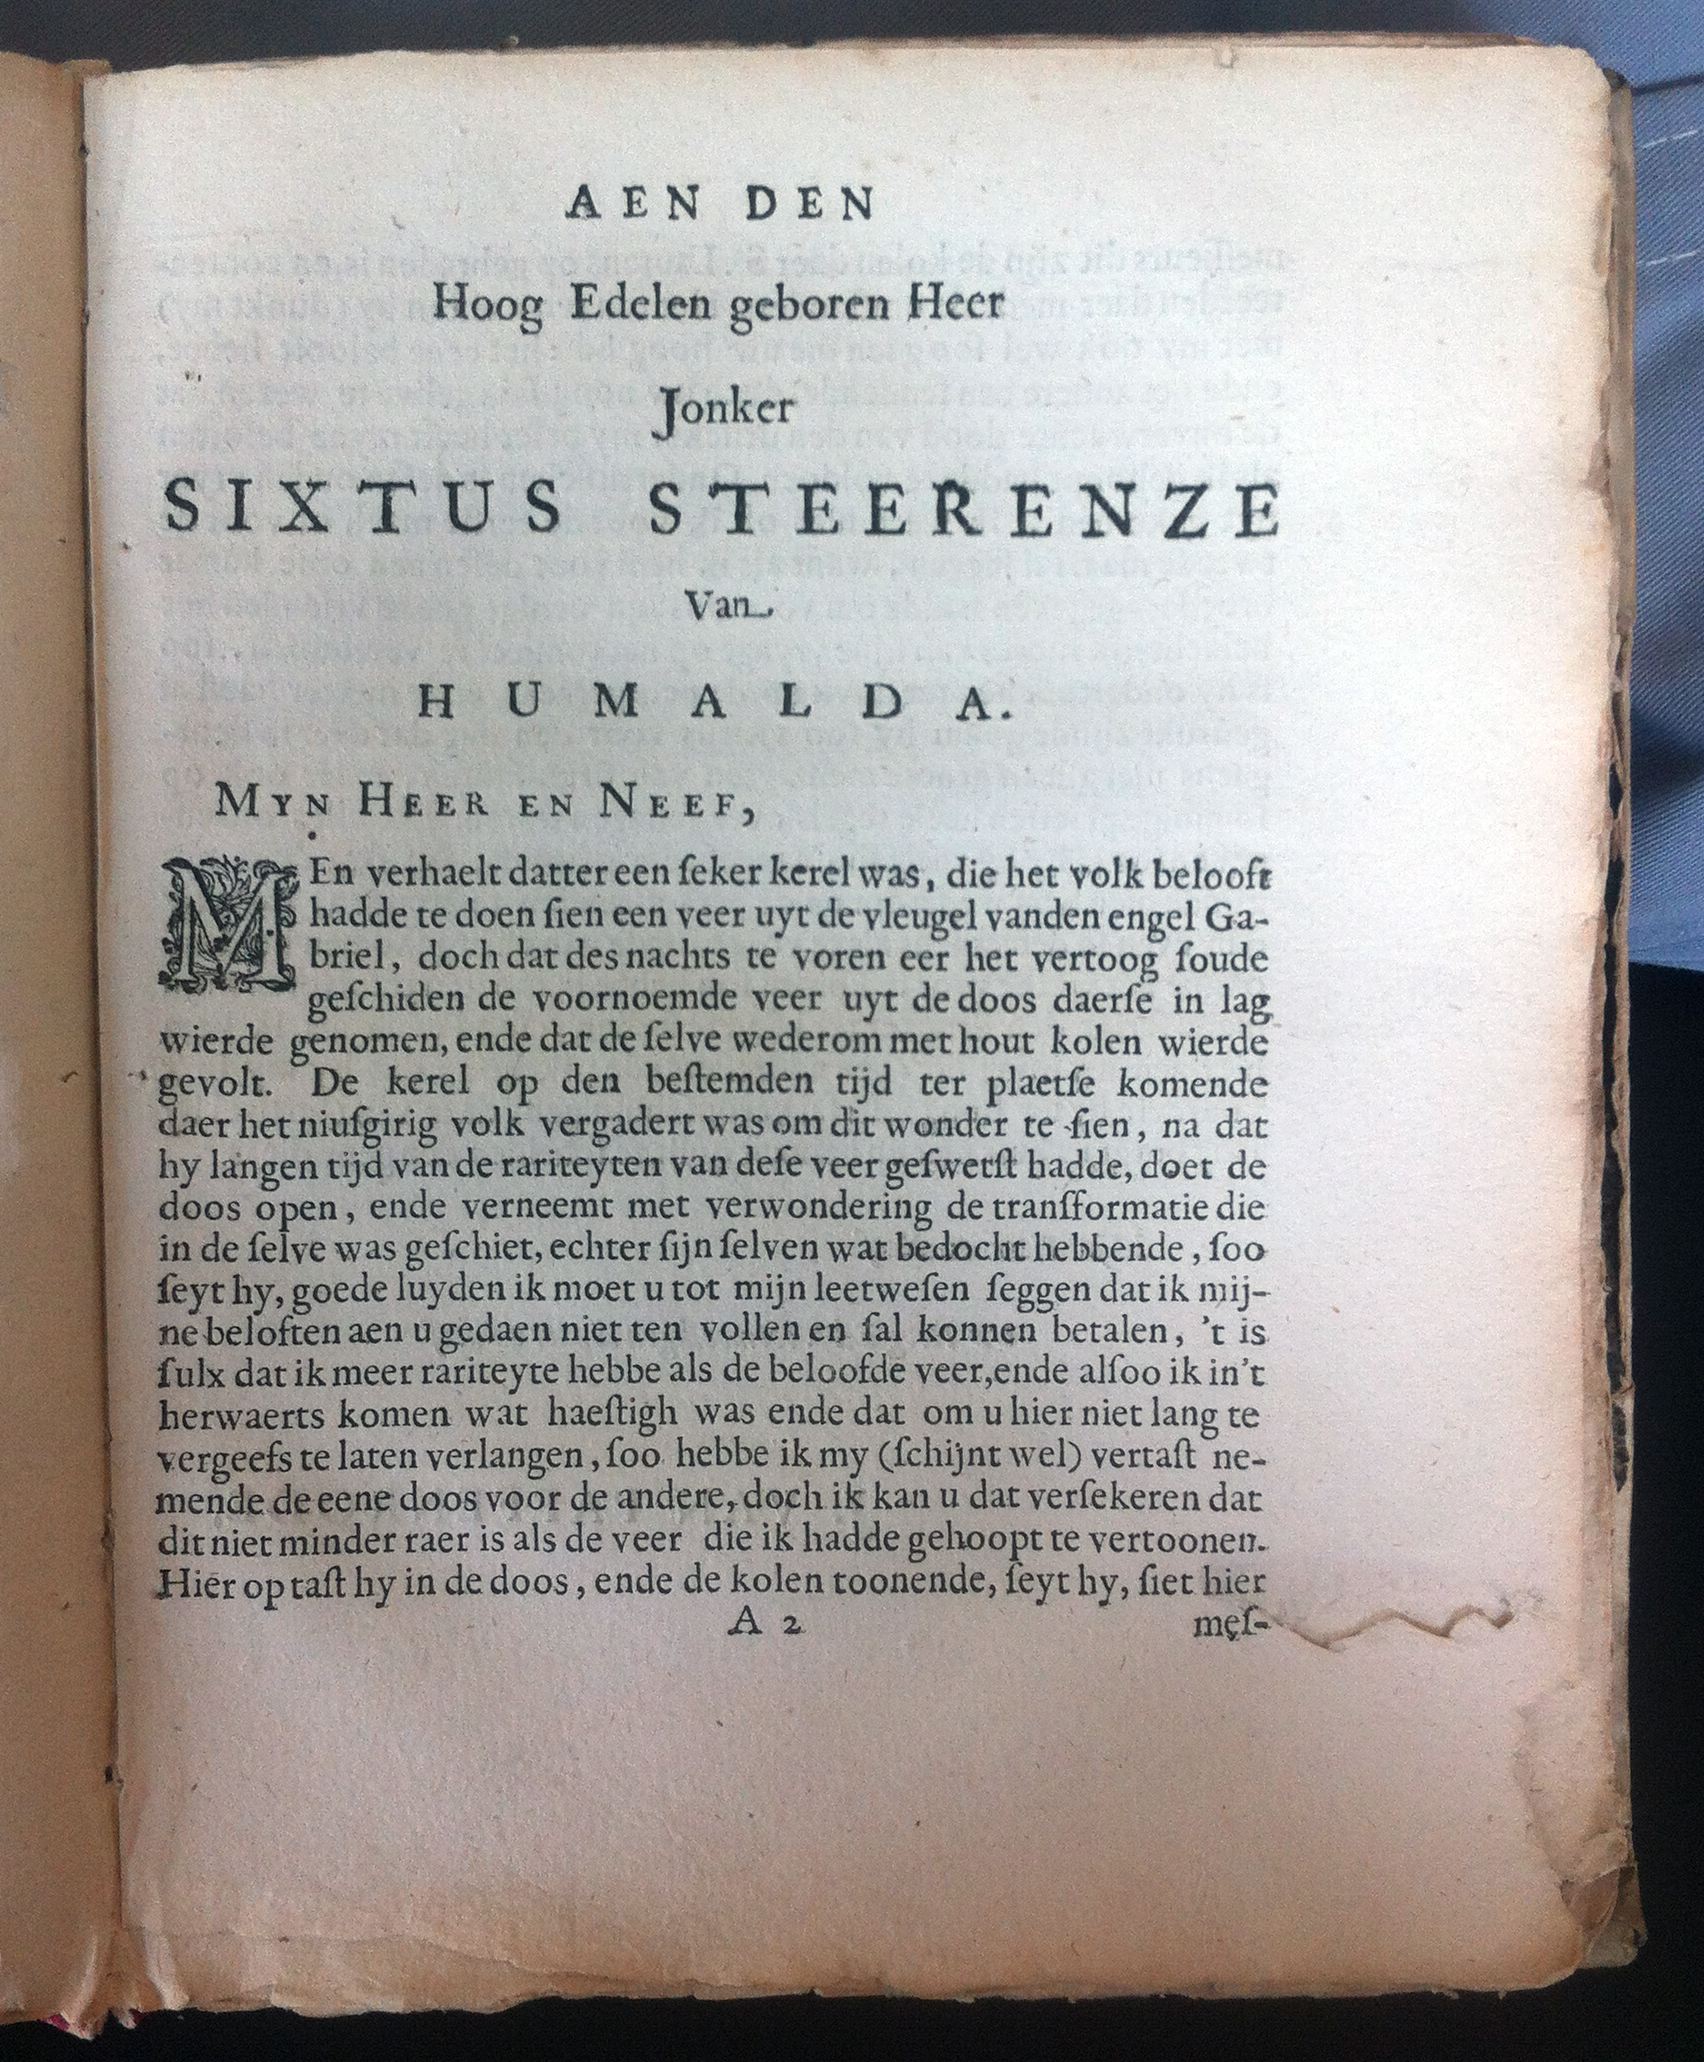 AEN DEN
Hoog Edelen geboren Heer
Jonker
SIXTUS STEERENZE
Van
HUMALDA.
MYN HEER EN NEEF,
MEn verhaelt datter een ſeker kerel was, die het volk belooft
hadde te doen ſien een veer uyt de vleugel vanden engel Ga-
briel, doch dat des nachts te voren eer het vertoog ſoude
geſchiden de voornoemde veer uyt de doos daerſe in lag
wierde genomen, ende dat de ſelve wederom met hout kolen wierde
gevolt. De kerel op den beſtemden tijd ter plaetſe komende
daer het niuſgirig volk vergadert was om dit wonder te ſien, na dat
hy langen tijd van de rariteyten van deſe veer geſwetſt hadde, doet de
doos open, ende verneemt met verwondering de tranſformatie die
in de ſelve was geſchiet, echter ſijn ſelven wat bedocht hebbende, ſoo
ſeyt hy, goede luyden ik moet u tot mijn leetweſen ſeggen dat ik mij-
ne beloften aen u gedaen niet ten vollen en ſal konnen betalen, 't is
ſulx dat ik meer rariteyte hebbe als de beloofde veer, ende alſoo ik in't
herwaerts komen wat haeſtigh was ende dat om u hier niet lang te
vergeefs te laten verlangen, ſoo hebbe ik my (ſchijnt wel) vertaſt ne-
mende de eene doos voor de andere, doch ik kan u dat verſekeren dat
dit niet minder raer is als de veer die ik hadde gehoopt te vertoonen.
Hier op taſt hy in de doos, ende de kolen toonende, ſeyt hy, ſiet hier
A 2 meſ-